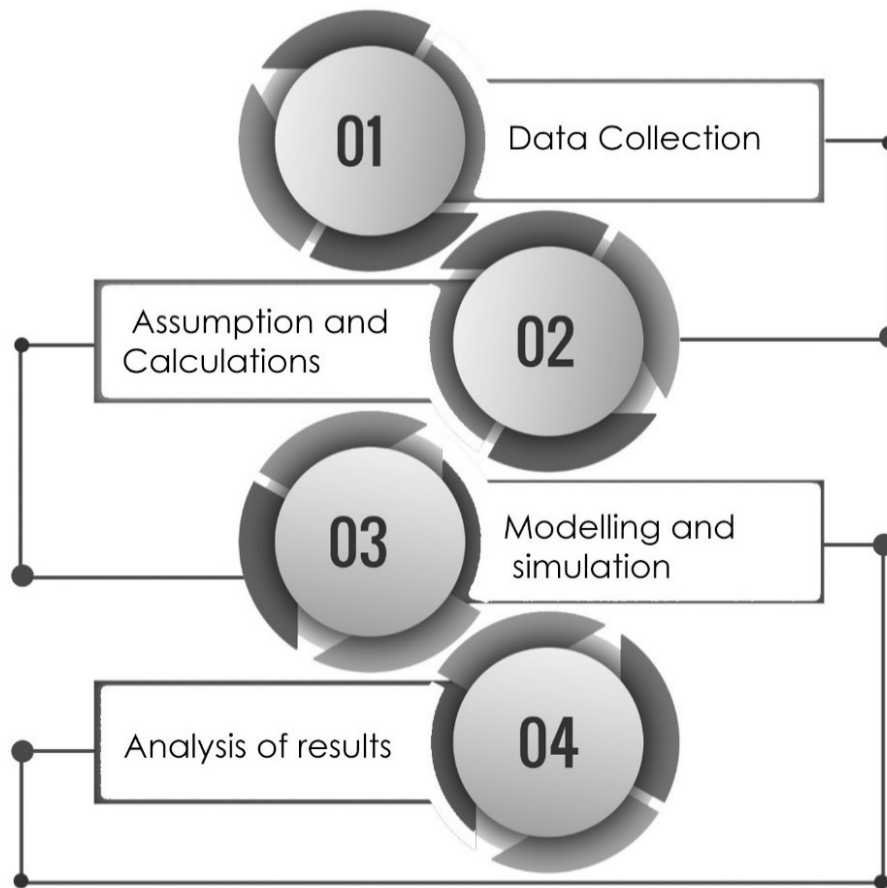 01
Data Collection
Assumption and
Calculations
02
03
Modelling and
simulation
Analysis of results
04